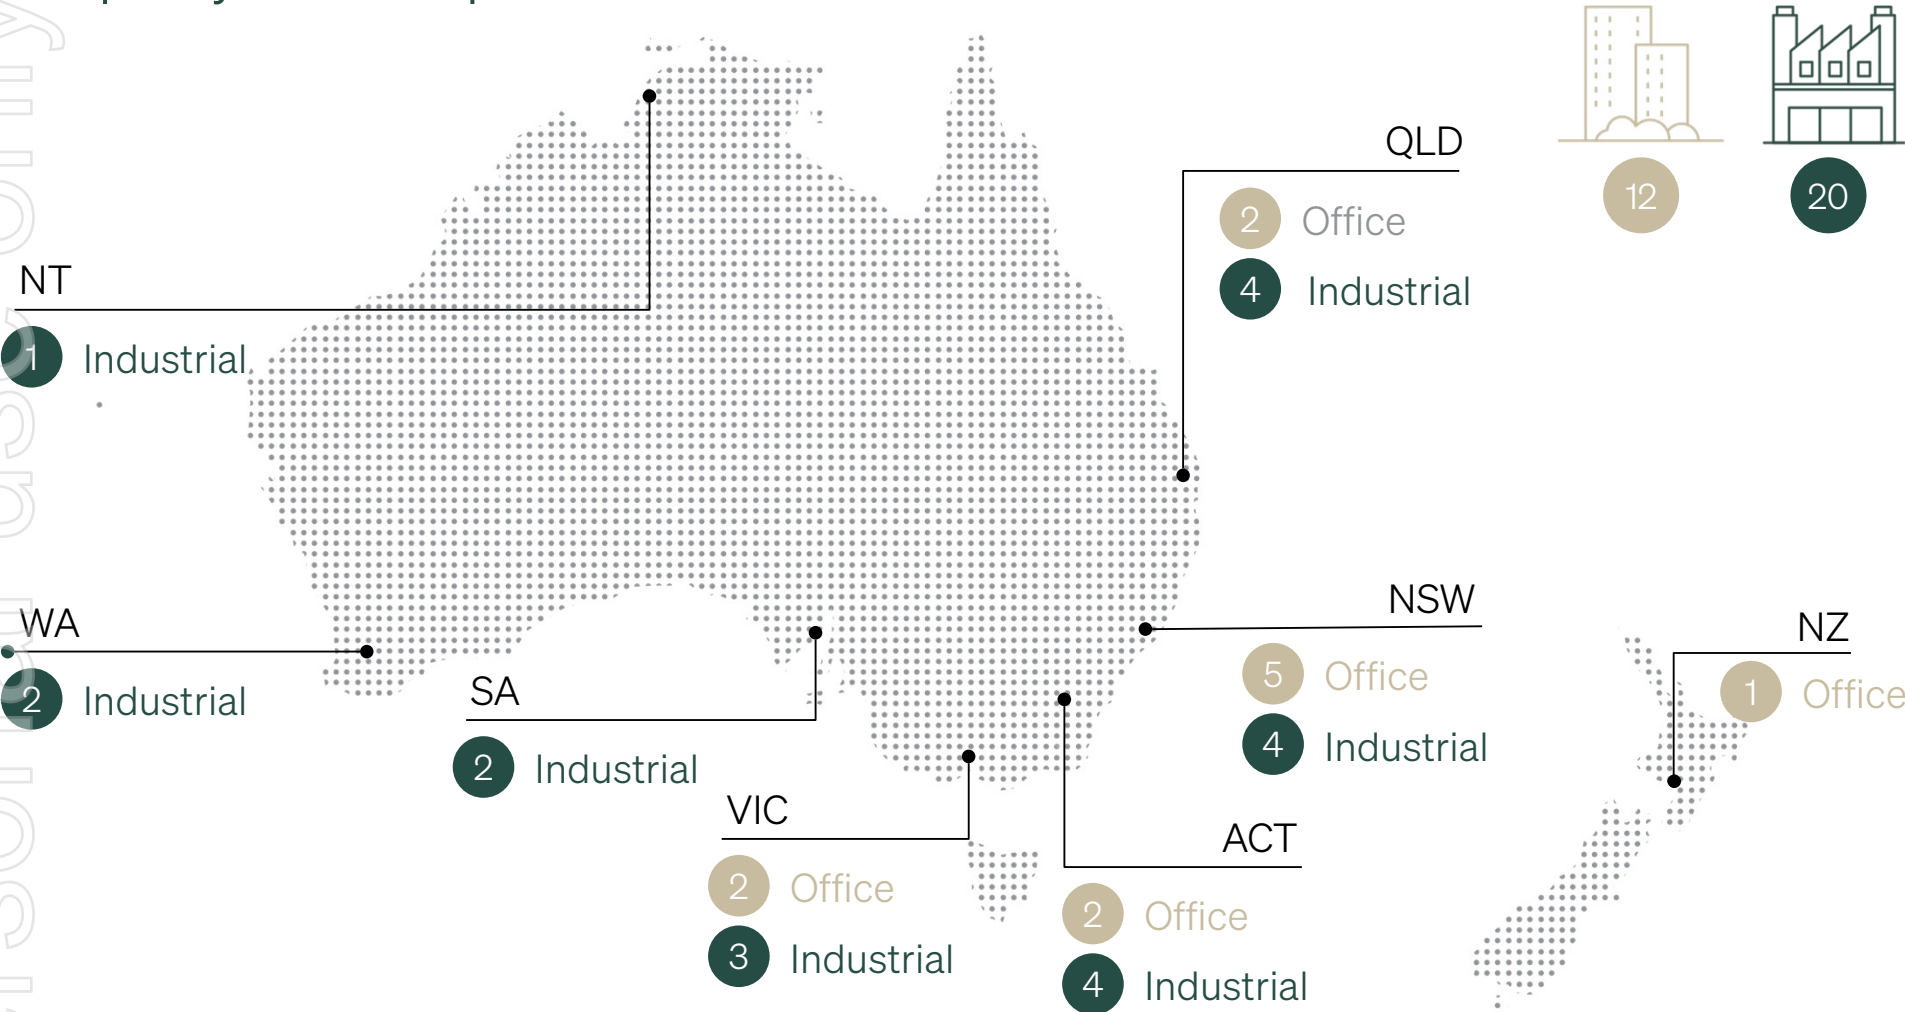 12
20
QLD
2 Office
4 Industrial
NT
1 Industrial
NSW
5 Office
4 Industrial
NZ
1 Office
WA
2 Industrial
SA
2 Industrial
VIC
2 Office
3 Industrial
ACT
2 Office
4 Industrial